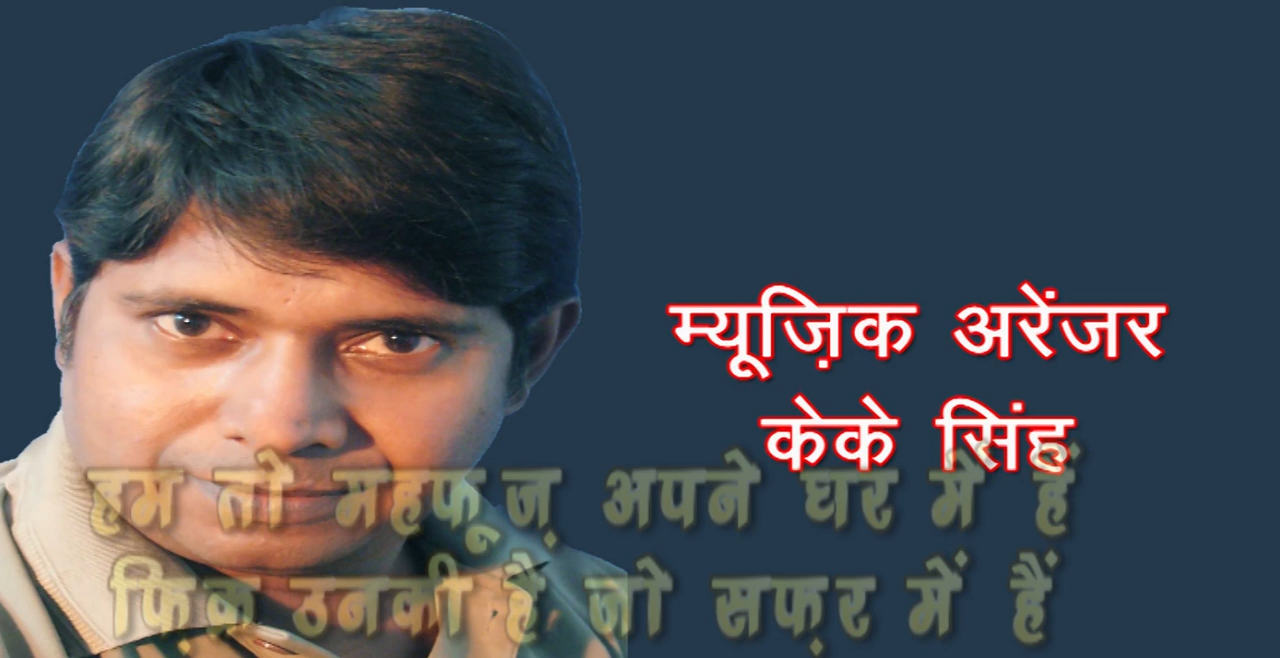 म्यूज़िक अरेंजर
केके सिंह
हम तो महफ़ूज़ अपने घर में हैं
फ़िक्र उनकी है जो सफ़र में हैं